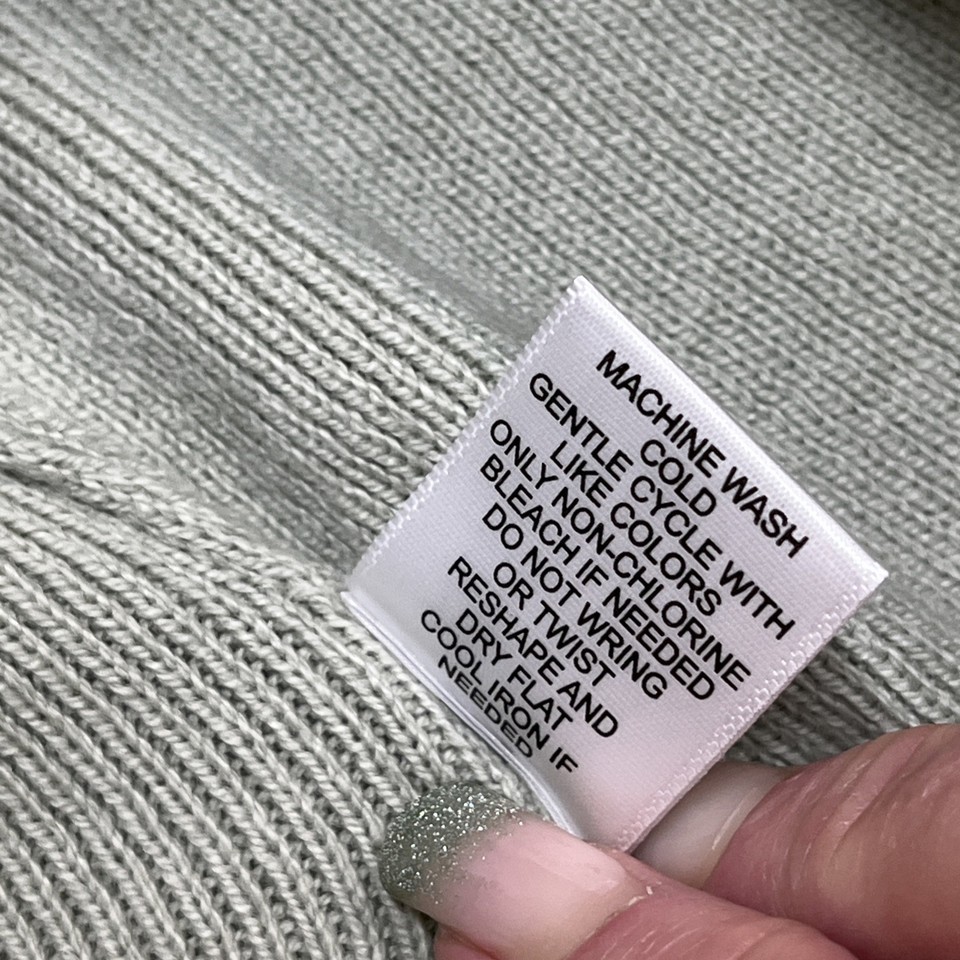 MACHINE WASH
COLD
GENTLE CYCLE WITH
LIKE COLORS
ONLY NON-CHLORINE
BLEACH IF NEEDED
DO NOT WRING
OR TWIST
RESHAPE AND
DRY FLAT
COOL IRON IF
NEEDED